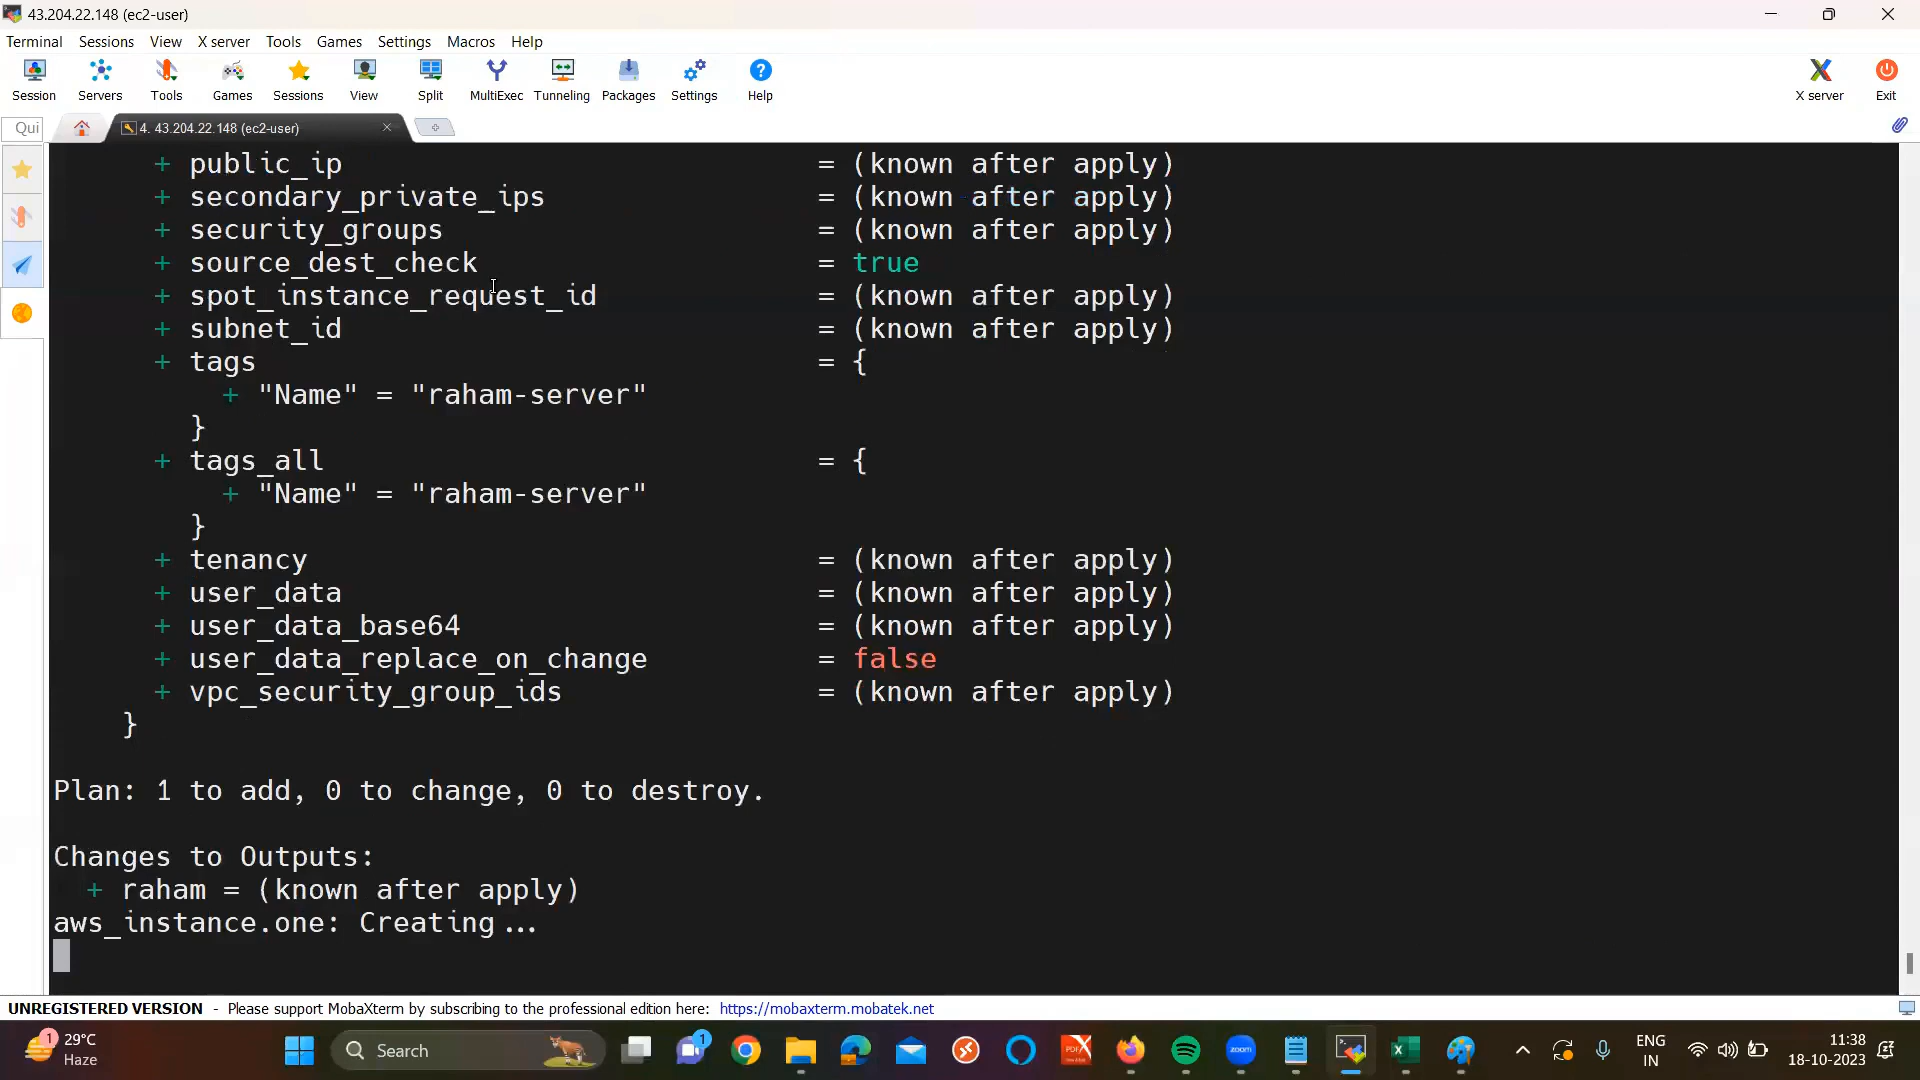 43.204.22.148 (ec2-user)
Terminal Sessions View X server Tools Games Settings Macros Help
Session Servers Tools Games Sessions View Split MultiExec Tunneling Packages Settings Help X server Exit
Qui 4. 43.204.22.148 (ec2-user)
+ public_ip = (known after apply)
+ secondary_private_ips = (known after apply)
+ security_groups = (known after apply)
+ source_dest_check = true
+ spot_instance_request_id = (known after apply)
+ subnet_id = (known after apply)
+ tags = {
+ "Name" = "raham-server"
}
+ tags_all = {
+ "Name" = "raham-server"
}
+ tenancy = (known after apply)
+ user_data = (known after apply)
+ user_data_base64 = (known after apply)
+ user_data_replace_on_change = false
+ vpc_security_group_ids = (known after apply)
}
Plan: 1 to add, 0 to change, 0 to destroy.
Changes to Outputs:
+ raham = (known after apply)
aws_instance.one: Creating...
UNREGISTERED VERSION - Please support MobaXterm by subscribing to the professional edition here: https://mobaxterm.mobatek.net
1 29°C
Haze
Search
1
zoom
ENG
IN
11:38
18-10-2023